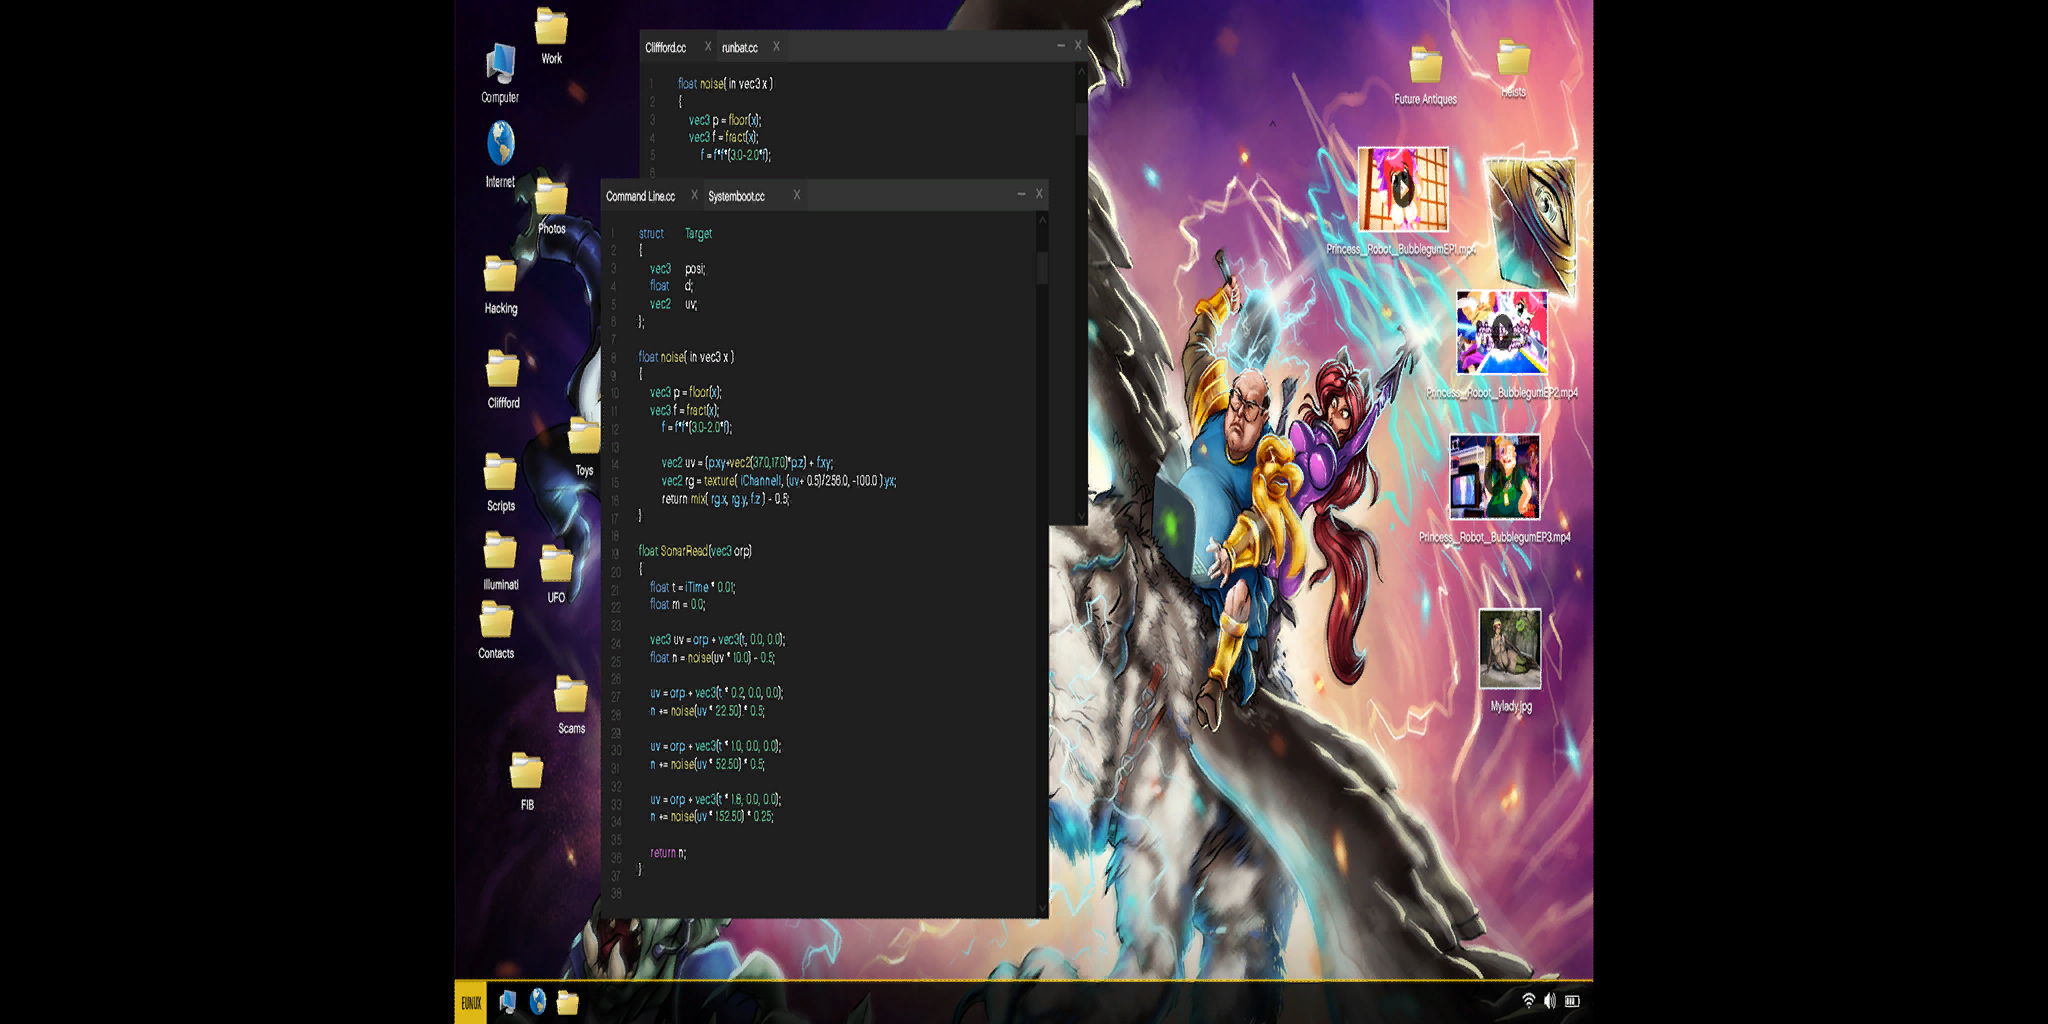 Work
Computer
Internet
Photos
Hacking
Cliffford
Toys
Scripts
Illuminati
UFO
Contacts
Scams
FIB
Cliffford.cc X runbat.cc X
1 float noise( in vec3 x )
2 {
3 vec3 p = floor(x);
4 vec3 f = fract(x);
5 f = f*f*(3.0-2.0*f);
6
Command Line.cc X Systemboot.cc X
1 struct Target
2 {
3 vec3 posi;
4 float d;
5 vec2 uv;
6 };
7
8 float noise( in vec3 x )
9 {
10 vec3 p = floor(x);
11 vec3 f = fract(x);
12 f = f*f*(3.0-2.0*f);
13
14 vec2 uv = (p.xy+vec2(37.0,17.0)*p.z) + f.xy;
15 vec2 rg = texture( iChannel1, (uv+ 0.5)/256.0, -100.0 ).yx;
16 return mix( rg.x, rg.y, f.z ) - 0.5;
17 }
18
19 float SonarRead(vec3 orp)
20 {
21 float t = iTime * 0.01;
22 float m = 0.0;
23
24 vec3 uv = orp + vec3(t, 0.0, 0.0);
25 float n = noise(uv * 10.0) - 0.5;
26
27 uv = orp + vec3(t * 0.2, 0.0, 0.0);
28 n += noise(uv * 22.50) * 0.5;
29
30 uv = orp + vec3(t * 1.0, 0.0, 0.0);
31 n += noise(uv * 52.50) * 0.5;
32
33 uv = orp + vec3(t * 1.8, 0.0, 0.0);
34 n += noise(uv * 152.50) * 0.25;
35
36 return n;
37 }
38
Future Antiques
Heists
Princess_Robot_BubblegumEP1.mp4
Princess_Robot_BubblegumEP2.mp4
Princess_Robot_BubblegumEP3.mp4
Mylady.jpg
EUNUX